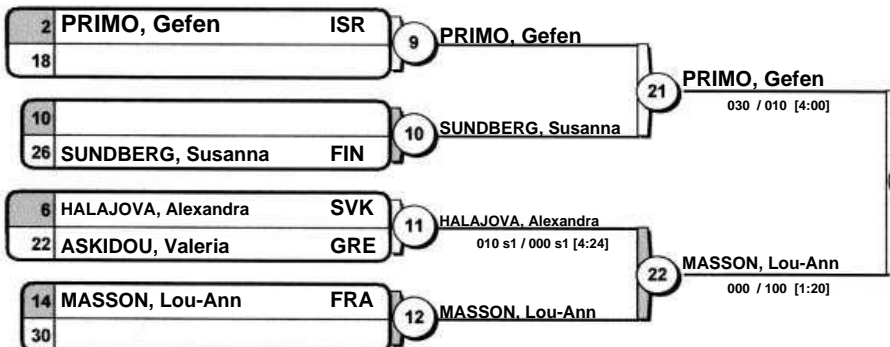 2 PRIMO, Gefen ISR
18
9 PRIMO, Gefen
10
26 SUNDBERG, Susanna FIN
10 SUNDBERG, Susanna
21 PRIMO, Gefen
030 / 010 [4:00]
6 HALAJOVA, Alexandra SVK
22 ASKIDOU, Valeria GRE
11 HALAJOVA, Alexandra
010 s1 / 000 s1 [4:24]
14 MASSON, Lou-Ann FRA
30
12 MASSON, Lou-Ann
22 MASSON, Lou-Ann
000 / 100 [1:20]